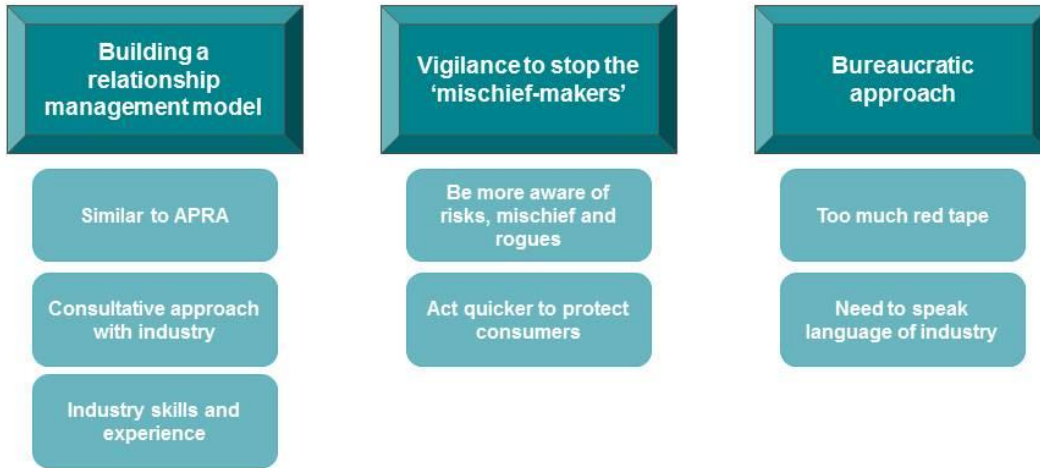 Building a
relationship
management model
Similar to APRA
Consultative approach
with industry
Industry skills and
experience
Vigilance to stop the
‘mischief-makers’
Be more aware of
risks, mischief and
rogues
Act quicker to protect
consumers
Bureaucratic
approach
Too much red tape
Need to speak
language of industry